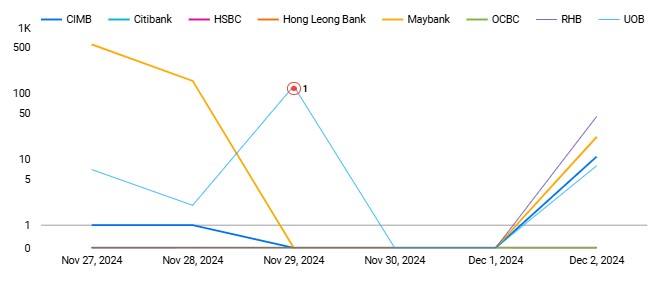 CIMB Citibank HSBC Hong Leong Bank Maybank OCBC RHB UOB
1K
500
100
1
50
10
5
1
0
Nov 27, 2024 Nov 28, 2024 Nov 29, 2024 Nov 30, 2024 Dec 1, 2024 Dec 2, 2024